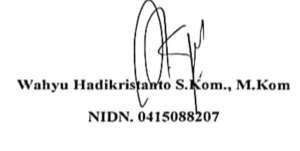 Wahyu Hadikristanto S.Kom., M.Kom
NIDN. 0415088207